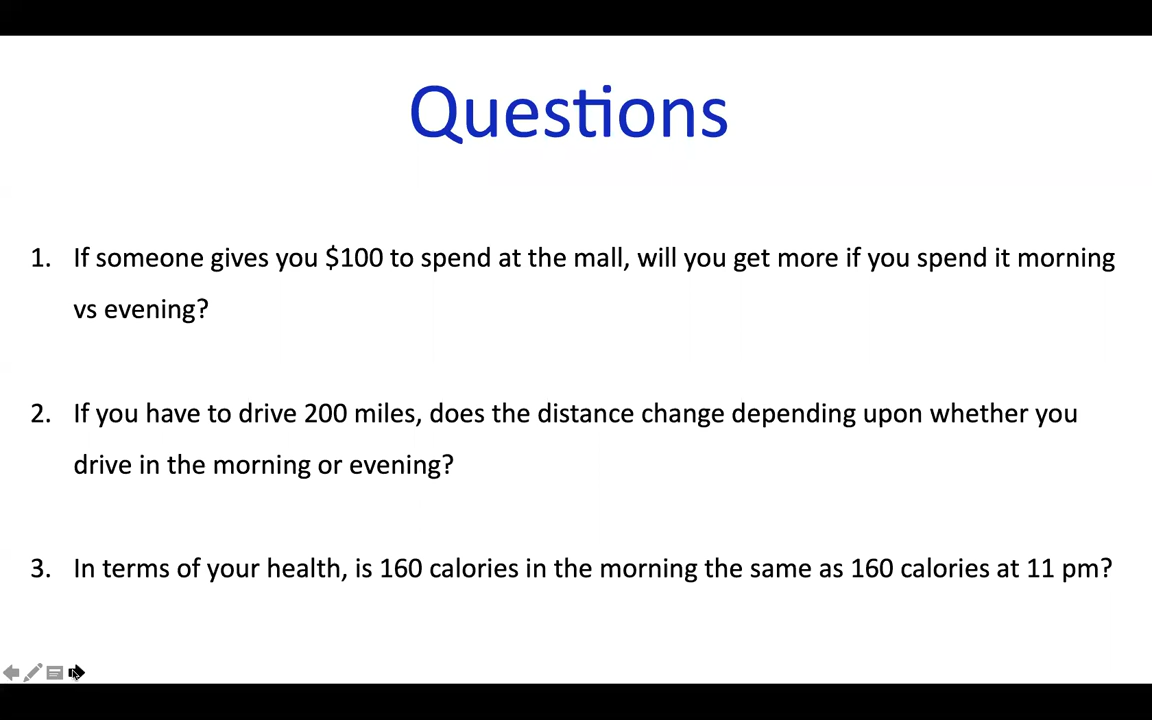 Questions
1. If someone gives you $100 to spend at the mall, will you get more if you spend it morning
vs evening?
2. If you have to drive 200 miles, does the distance change depending upon whether you
drive in the morning or evening?
3. In terms of your health, is 160 calories in the morning the same as 160 calories at 11 pm?